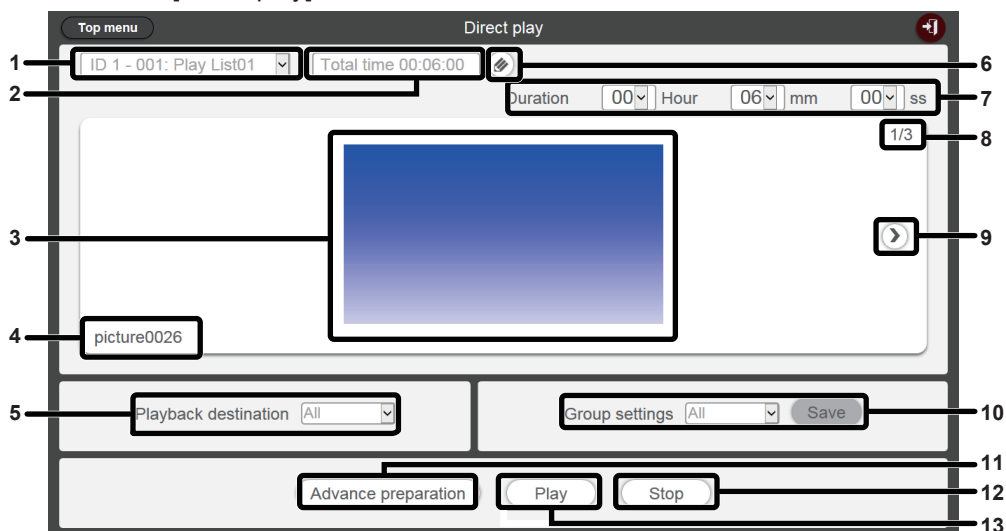 Top menu
Direct play
1
ID 1 - 001: Play List01
Total time 00:06:00
6
2
Duration 00 Hour 06 mm 00 ss
7
1/3
8
3
9
4
picture0026
5
Playback destination All
Group settings All Save
10
11
Advance preparation
Play
Stop
12
13